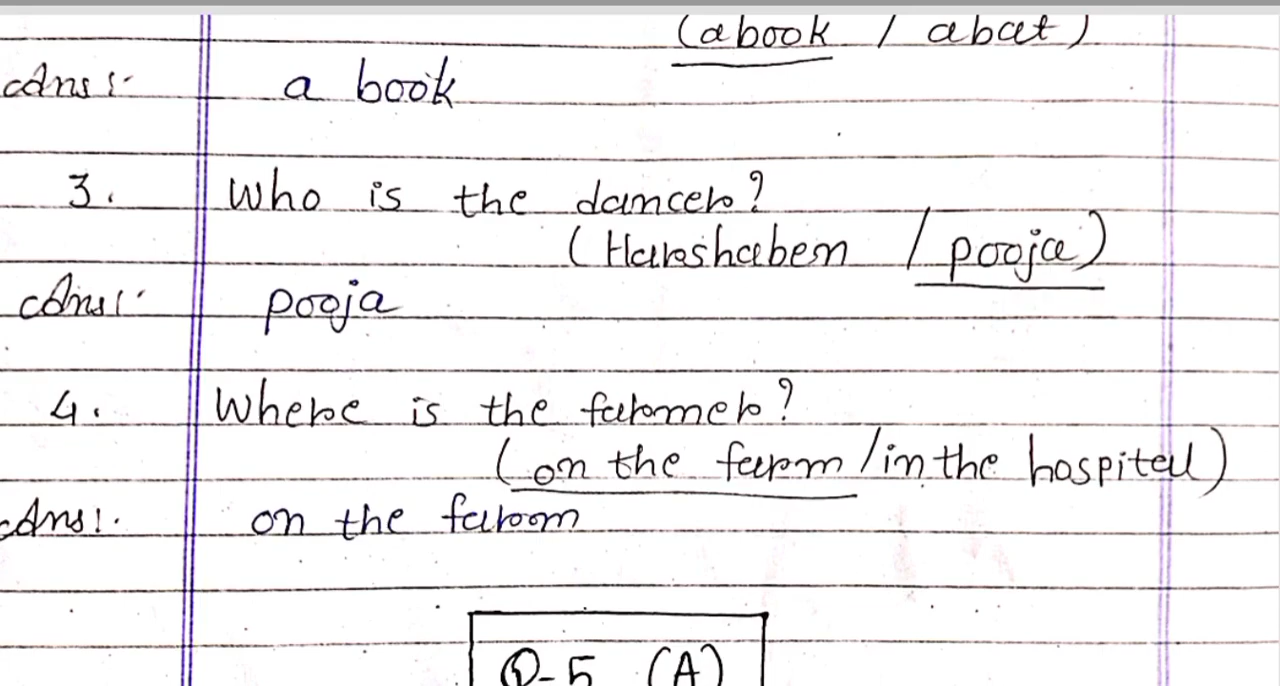 (a book / a bat)
Ans:- a book
3. Who is the dancer?
(Harshaben / pooja)
Ans:- pooja
4. Where is the farmer?
(on the farm / in the hospital)
Ans:- on the farm
Q-5 (A)